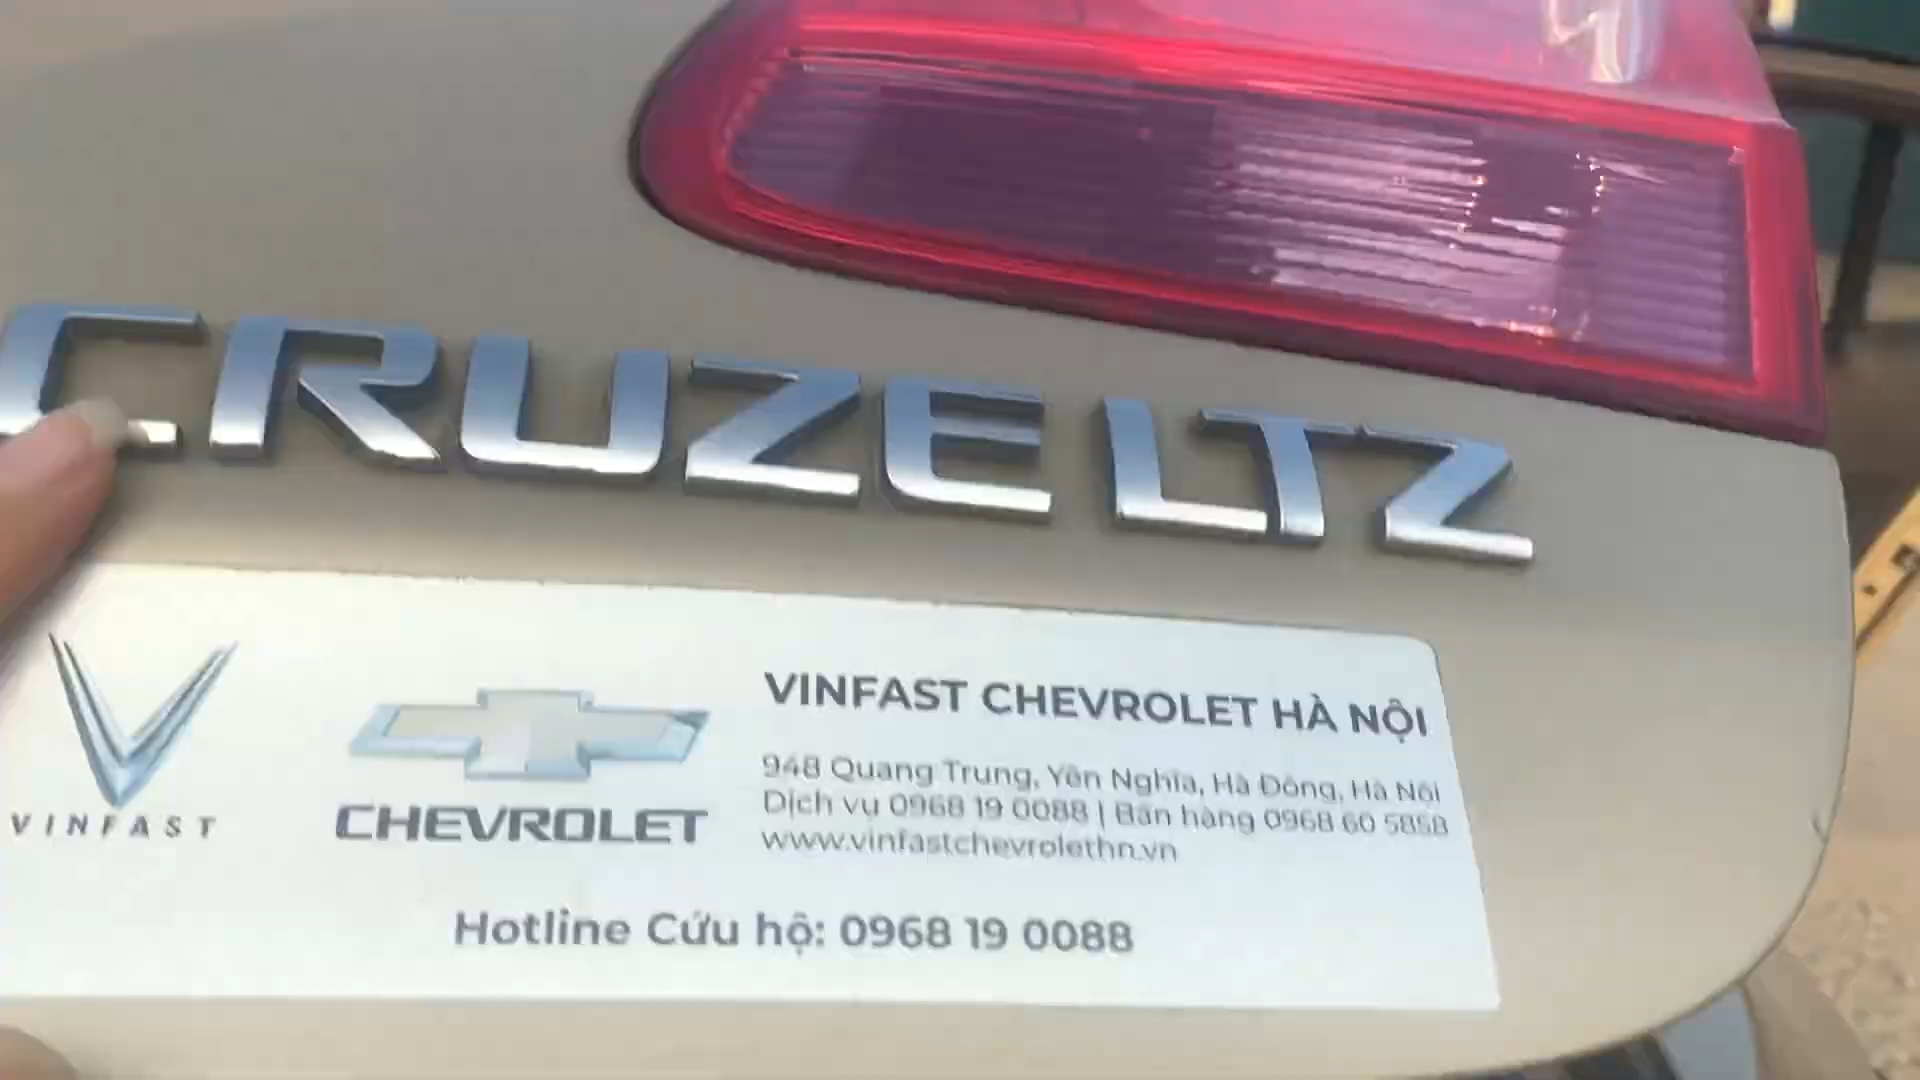 CRUZE LTZ
VINFAST
CHEVROLET
VINFAST CHEVROLET HÀ NỘI
948 Quang Trung, Yên Nghĩa, Hà Đông, Hà Nội
Dịch vụ 0968 19 0088 | Bán hàng 0968 60 5858
www.vinfastchevrolethn.vn
Hotline Cứu hộ: 0968 19 0088